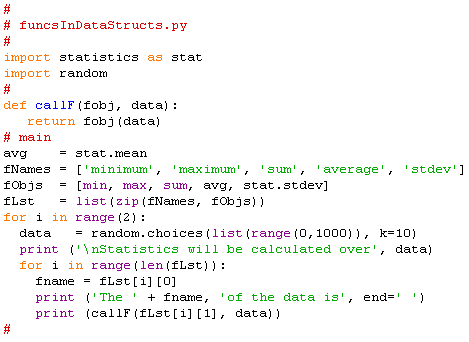 #
# funcsInDataStructs.py
#
import statistics as stat
import random
#
def callF(fobj, data):
   return fobj(data)
# main
avg    = stat.mean
fNames = ['minimum', 'maximum', 'sum', 'average', 'stdev']
fObjs  = [min, max, sum, avg, stat.stdev]
fLst   = list(zip(fNames, fObjs))
for i in range(2):
  data   = random.choices(list(range(0,1000)), k=10)
  print ('\nStatistics will be calculated over', data)
  for i in range(len(fLst)):
    fname = fLst[i][0]
    print ('The ' + fname, 'of the data is', end=' ')
    print (callF(fLst[i][1], data))
#